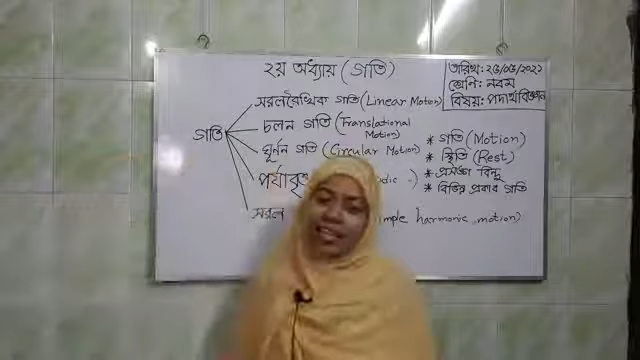 ২য় অধ্যায় (গতি)
তারিখ: ২৫/০৫/২০২১
শ্রেণি: নবম
বিষয়: পদার্থবিজ্ঞান
গতি
সরলরৈখিক গতি (Linear Motion)
চলন গতি (Translational Motion)
ঘূর্ণন গতি (Circular Motion)
পর্যাবৃ
সরল imple harmonic motion)
* গতি (Motion)
* স্থিতি (Rest)
* প্রসঙ্গ বিন্দু
* বিভিন্ন প্রকার গতি